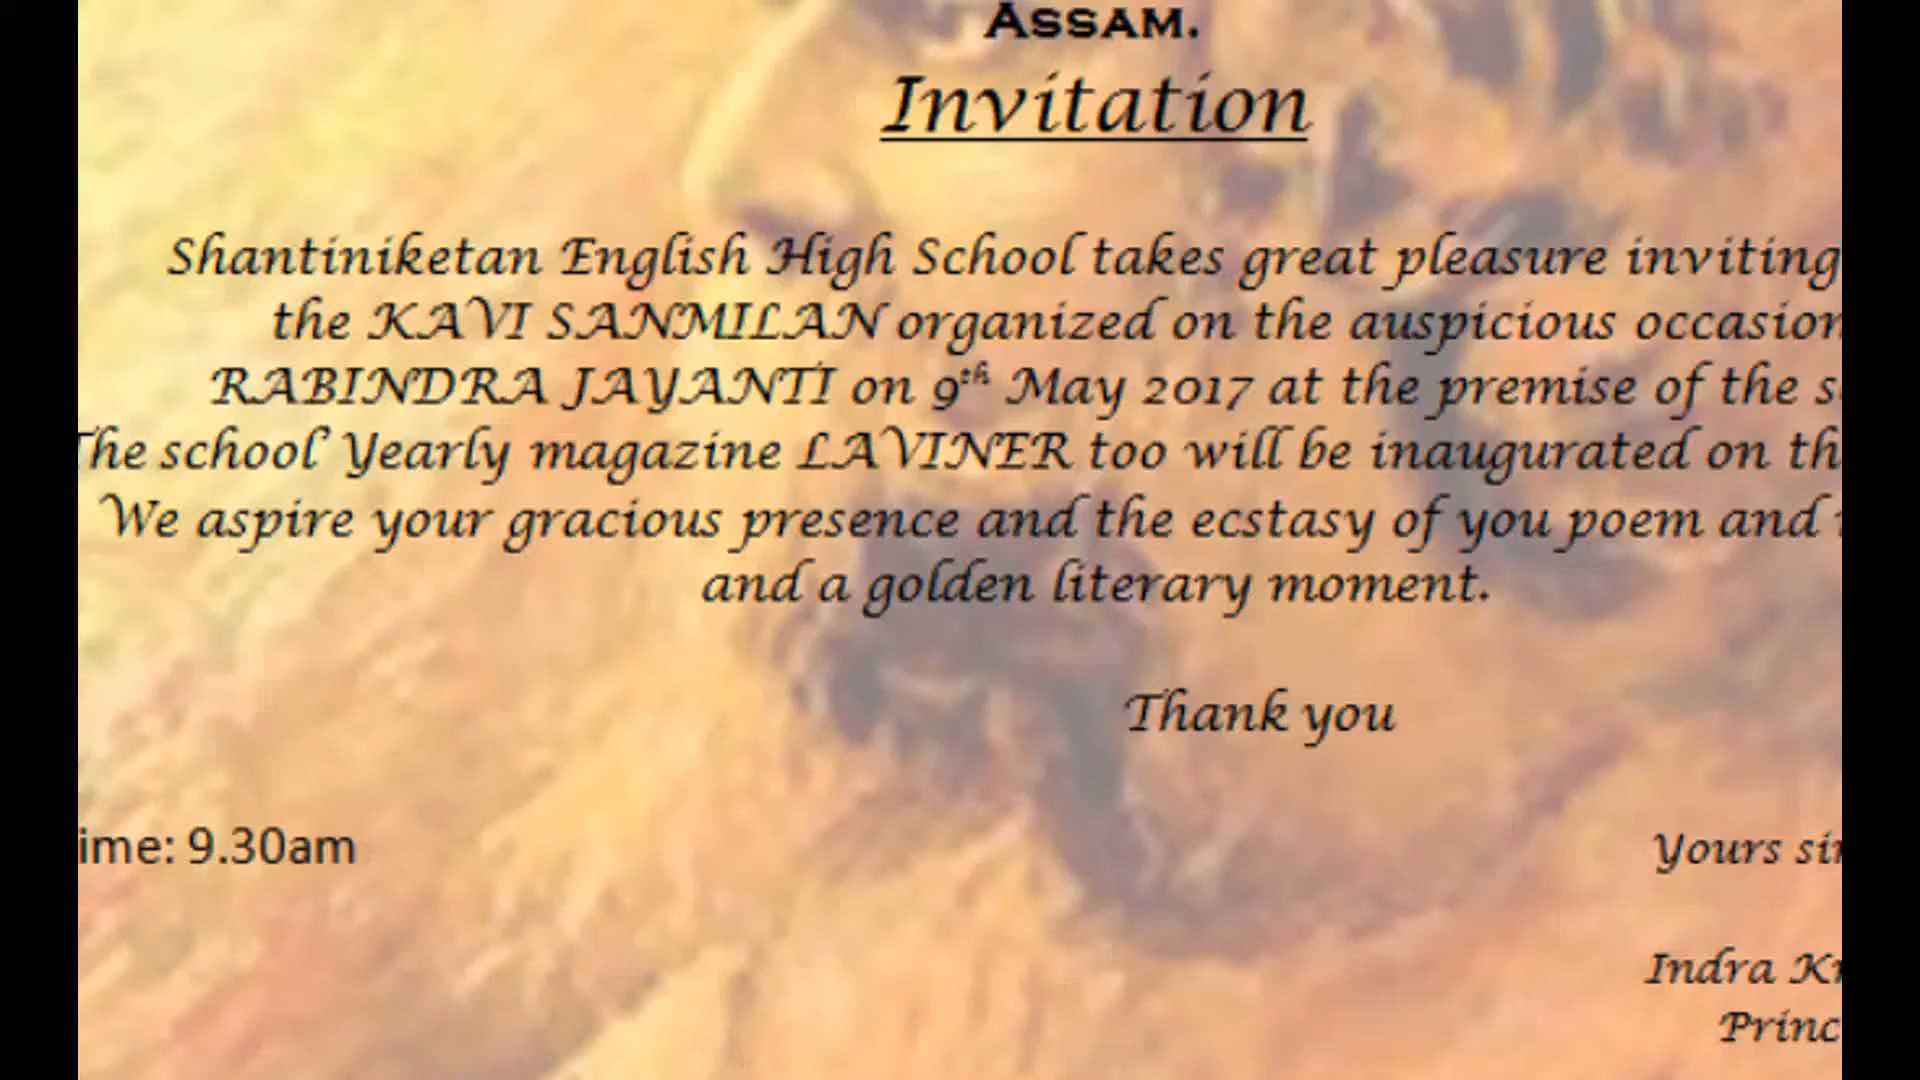 ASSAM.
Invitation
Shantiniketan English High School takes great pleasure inviting
the KAVI SANMILAN organized on the auspicious occasion
RABINDRA JAYANTI on 9th May 2017 at the premise of the
The school Yearly magazine LAVINER too will be inaugurated on
We aspire your gracious presence and the ecstasy of you poem and
and a golden literary moment.
Thank you
ime: 9.30am
Yours
Indra
Princ